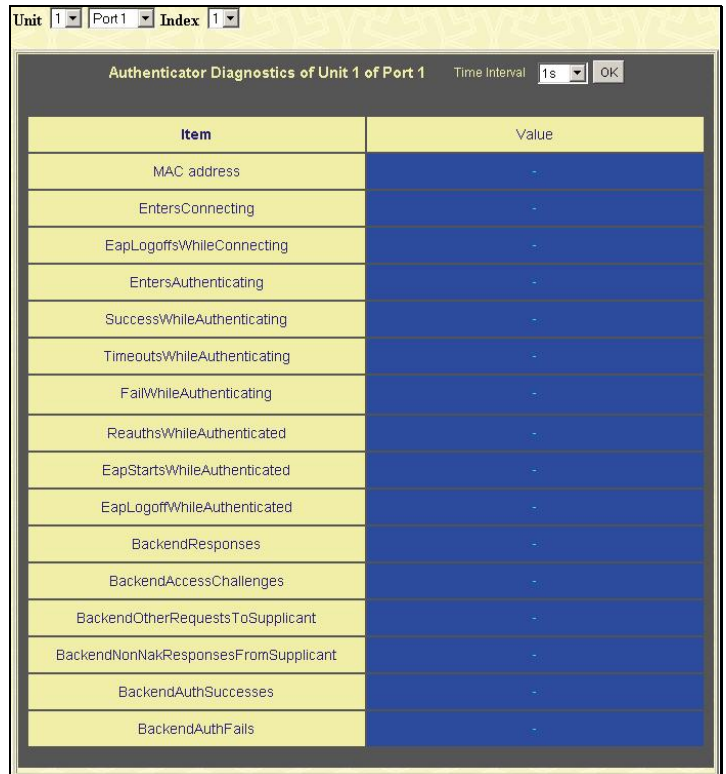 Unit 1 Port 1 Index 1
Authenticator Diagnostics of Unit 1 of Port 1 Time Interval 1s OK
Item Value
MAC address -
EntersConnecting -
EapLogoffsWhileConnecting -
EntersAuthenticating -
SuccessWhileAuthenticating -
TimeoutsWhileAuthenticating -
FailWhileAuthenticating -
ReauthsWhileAuthenticated -
EapStartsWhileAuthenticated -
EapLogoffWhileAuthenticated -
BackendResponses -
BackendAccessChallenges -
BackendOtherRequestsToSupplicant -
BackendNonNakResponsesFromSupplicant -
BackendAuthSuccesses -
BackendAuthFails -